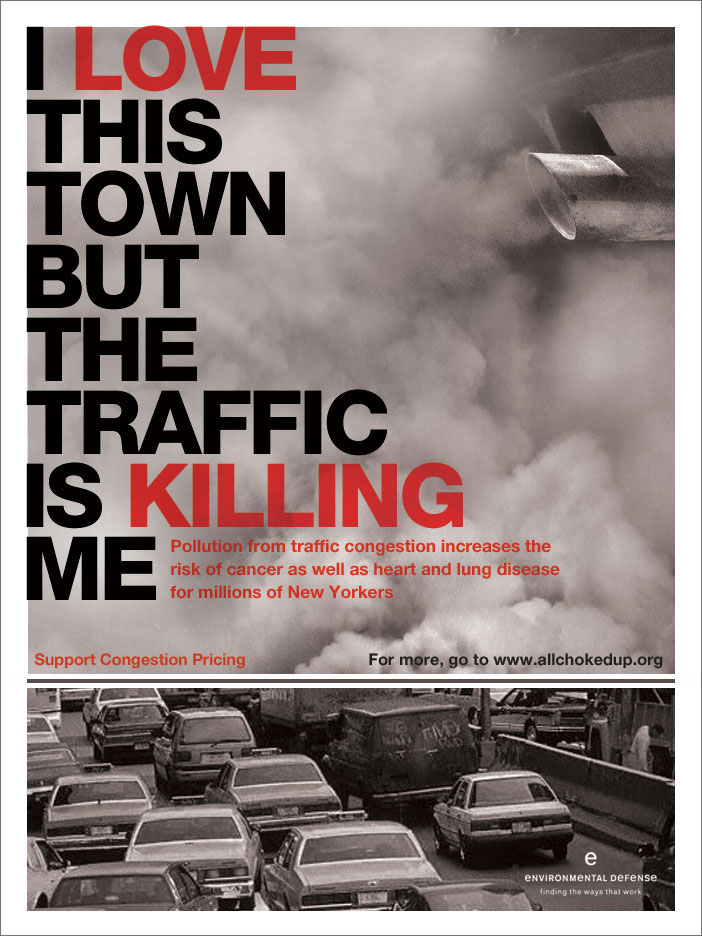 I LOVE
THIS
TOWN
BUT
THE
TRAFFIC
IS KILLING
ME
Pollution from traffic congestion increases the
risk of cancer as well as heart and lung disease
for millions of New Yorkers
Support Congestion Pricing
For more, go to www.allchokedup.org
e
environmental defense
finding the ways that work